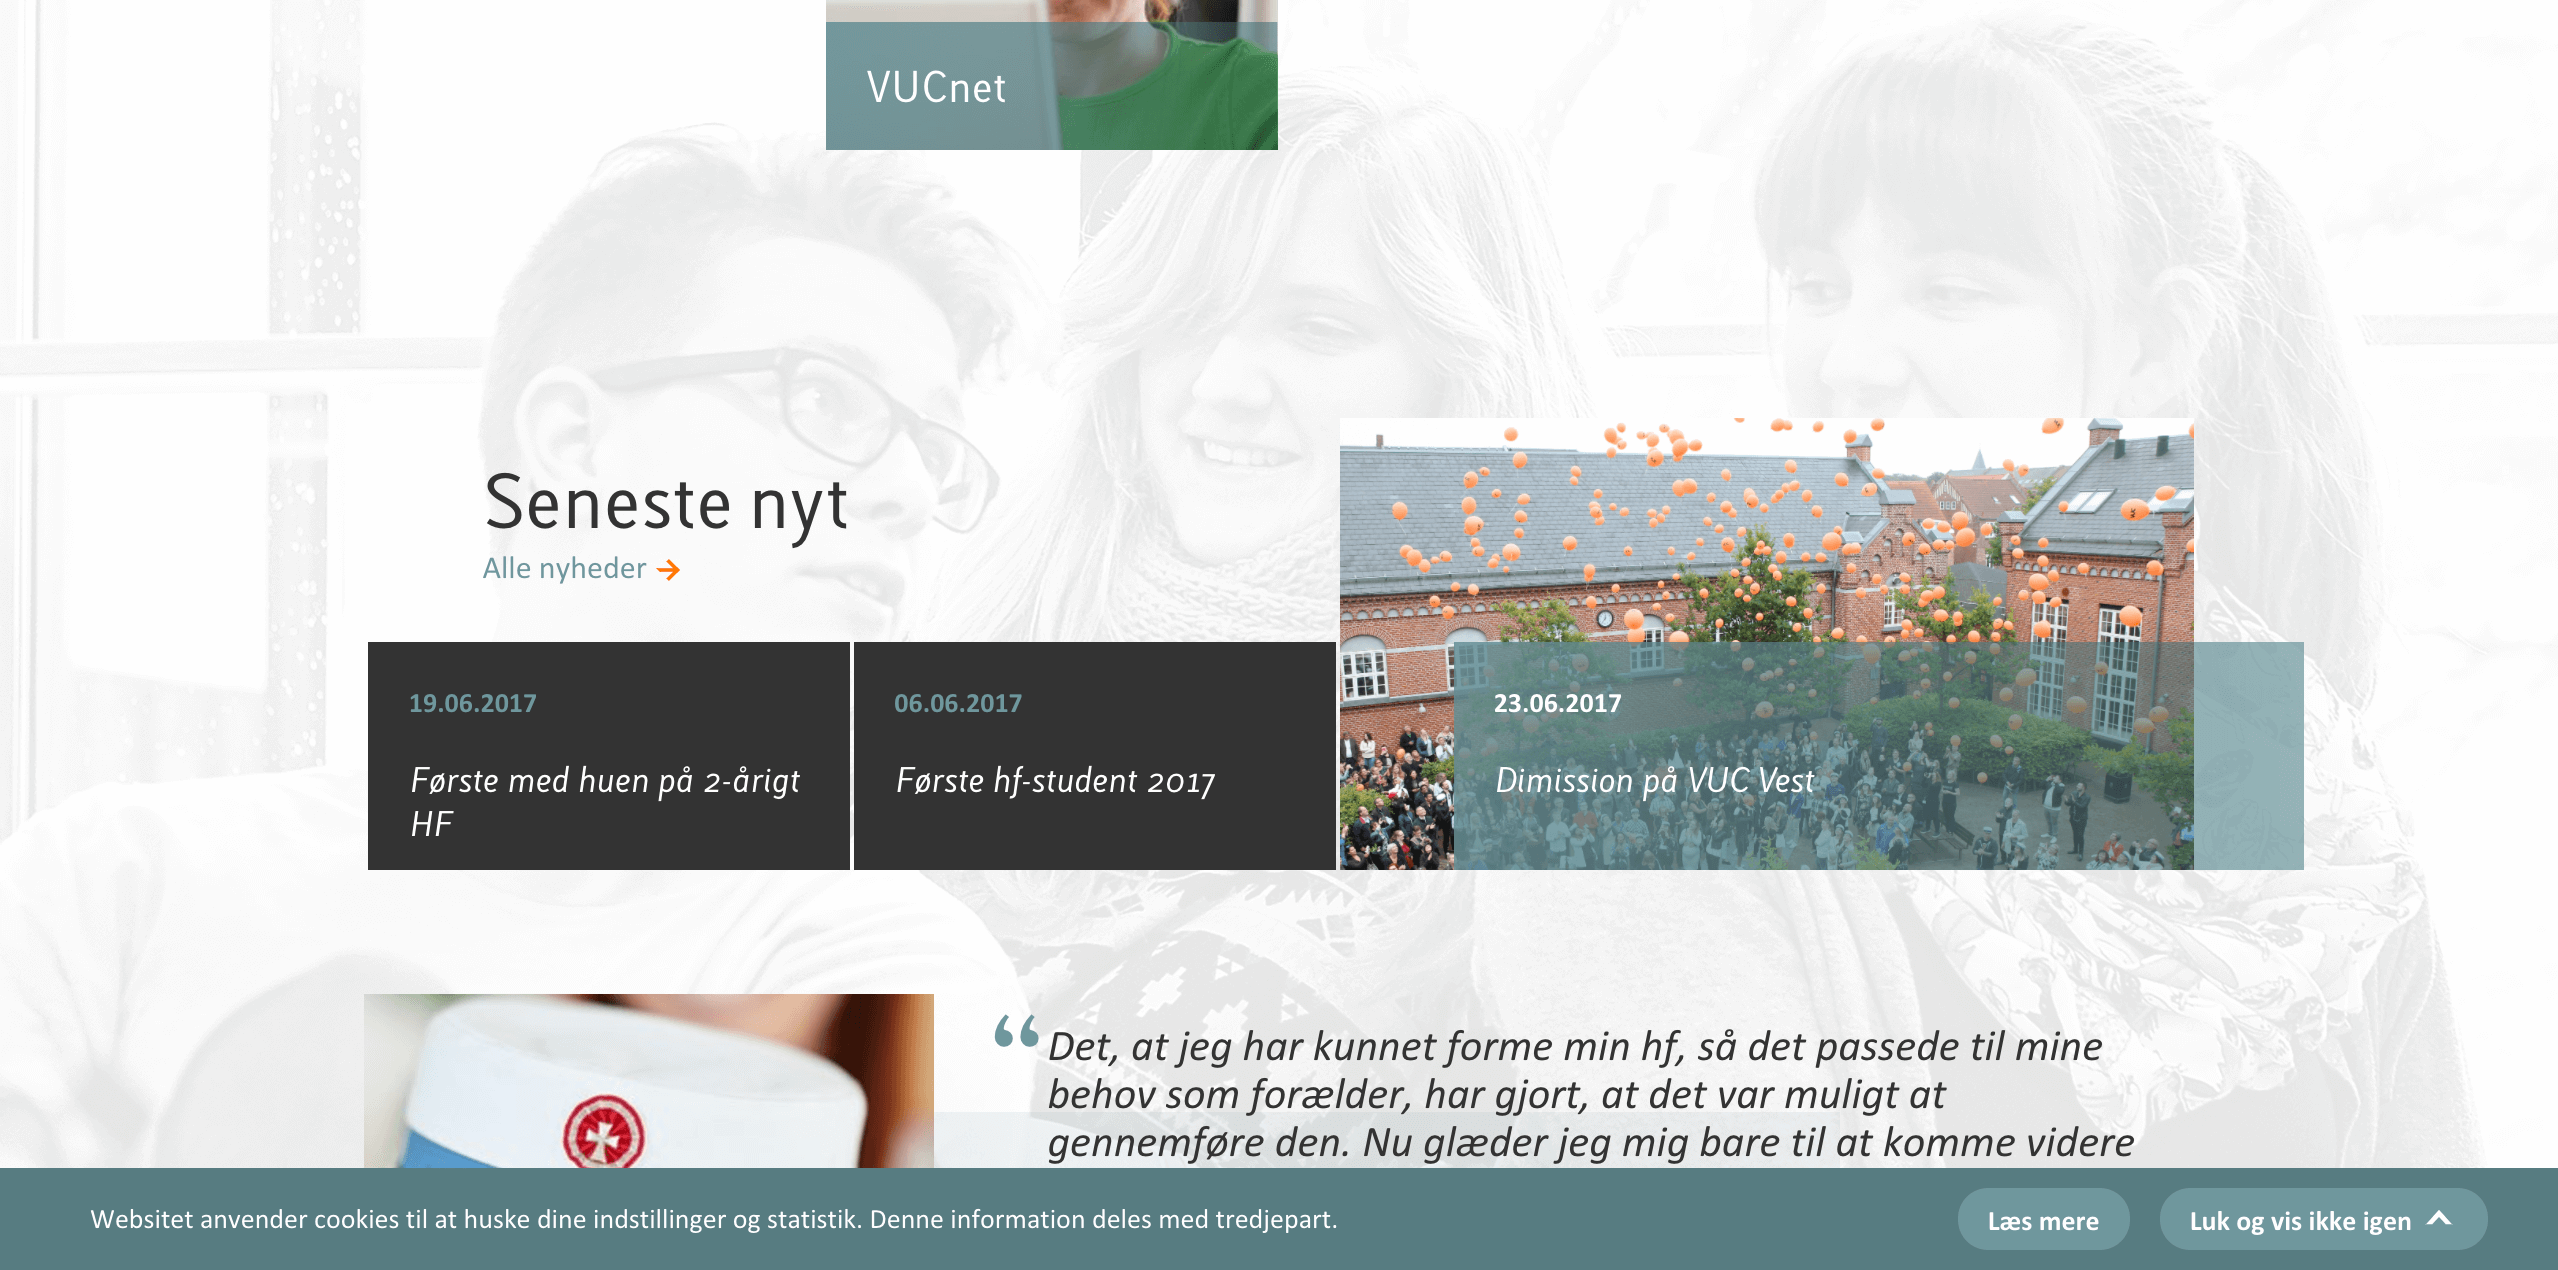 VUCnet
Seneste nyt
Alle nyheder
19.06.2017
Første med huen på 2-årigt
HF
06.06.2017
Første hf-student 2017
23.06.2017
Dimission på VUC Vest
“Det, at jeg har kunnet forme min hf, så det passede til mine
behov som forælder, har gjort, at det var muligt at
gennemføre den. Nu glæder jeg mig bare til at komme videre
Websitet anvender cookies til at huske dine indstillinger og statistik. Denne information deles med tredjepart.
Læs mere
Luk og vis ikke igen